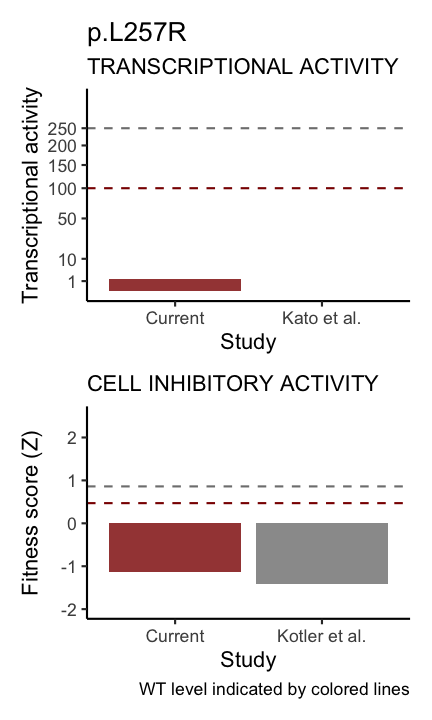 p.L257R
TRANSCRIPTIONAL ACTIVITY
Transcriptional activity
250
200
150
100
50
10
1
Current
Kato et al.
Study
CELL INHIBITORY ACTIVITY
Fitness score (Z)
2
1
0
-1
-2
Current
Kotler et al.
Study
WT level indicated by colored lines